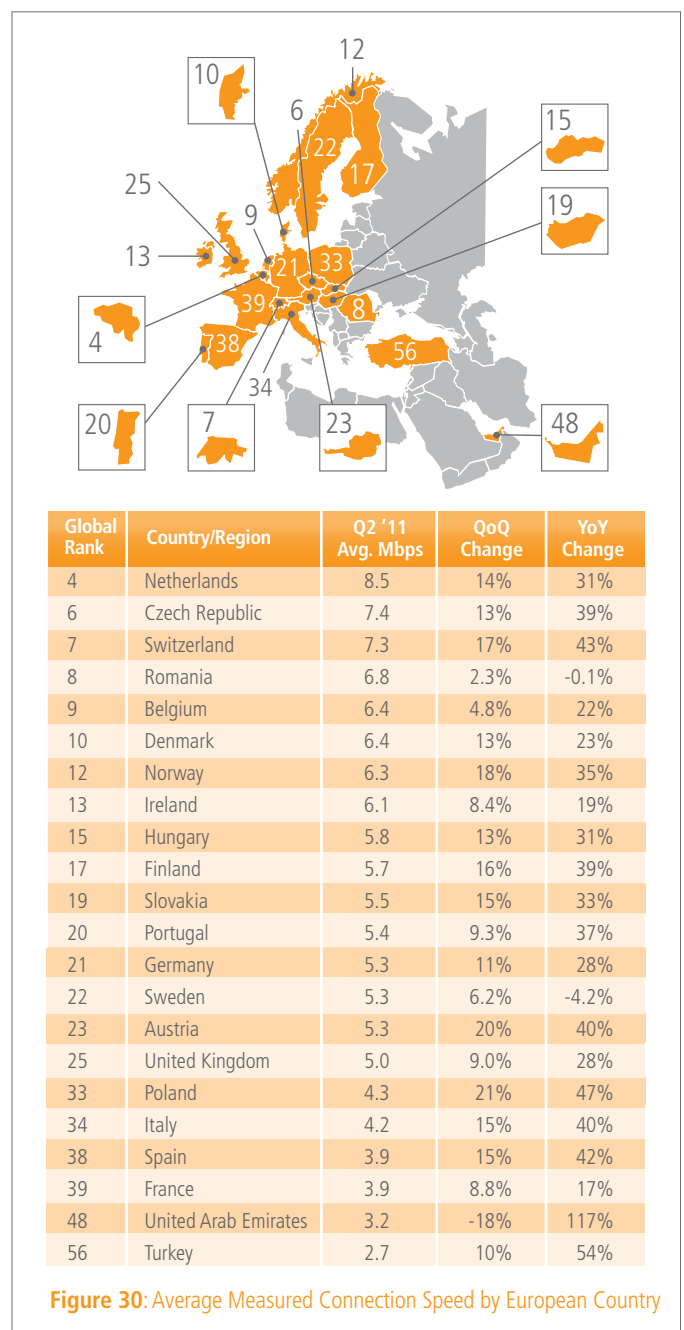 12
10
6
15
22
17
25
19
9
13
21
33
39
8
4
38
56
34
20
7
23
48
Global Rank Country/Region Q2 ’11 Avg. Mbps QoQ Change YoY Change
4 Netherlands 8.5 14% 31%
6 Czech Republic 7.4 13% 39%
7 Switzerland 7.3 17% 43%
8 Romania 6.8 2.3% -0.1%
9 Belgium 6.4 4.8% 22%
10 Denmark 6.4 13% 23%
12 Norway 6.3 18% 35%
13 Ireland 6.1 8.4% 19%
15 Hungary 5.8 13% 31%
17 Finland 5.7 16% 39%
19 Slovakia 5.5 15% 33%
20 Portugal 5.4 9.3% 37%
21 Germany 5.3 11% 28%
22 Sweden 5.3 6.2% -4.2%
23 Austria 5.3 20% 40%
25 United Kingdom 5.0 9.0% 28%
33 Poland 4.3 21% 47%
34 Italy 4.2 15% 40%
38 Spain 3.9 15% 42%
39 France 3.9 8.8% 17%
48 United Arab Emirates 3.2 -18% 117%
56 Turkey 2.7 10% 54%
Figure 30: Average Measured Connection Speed by European Country